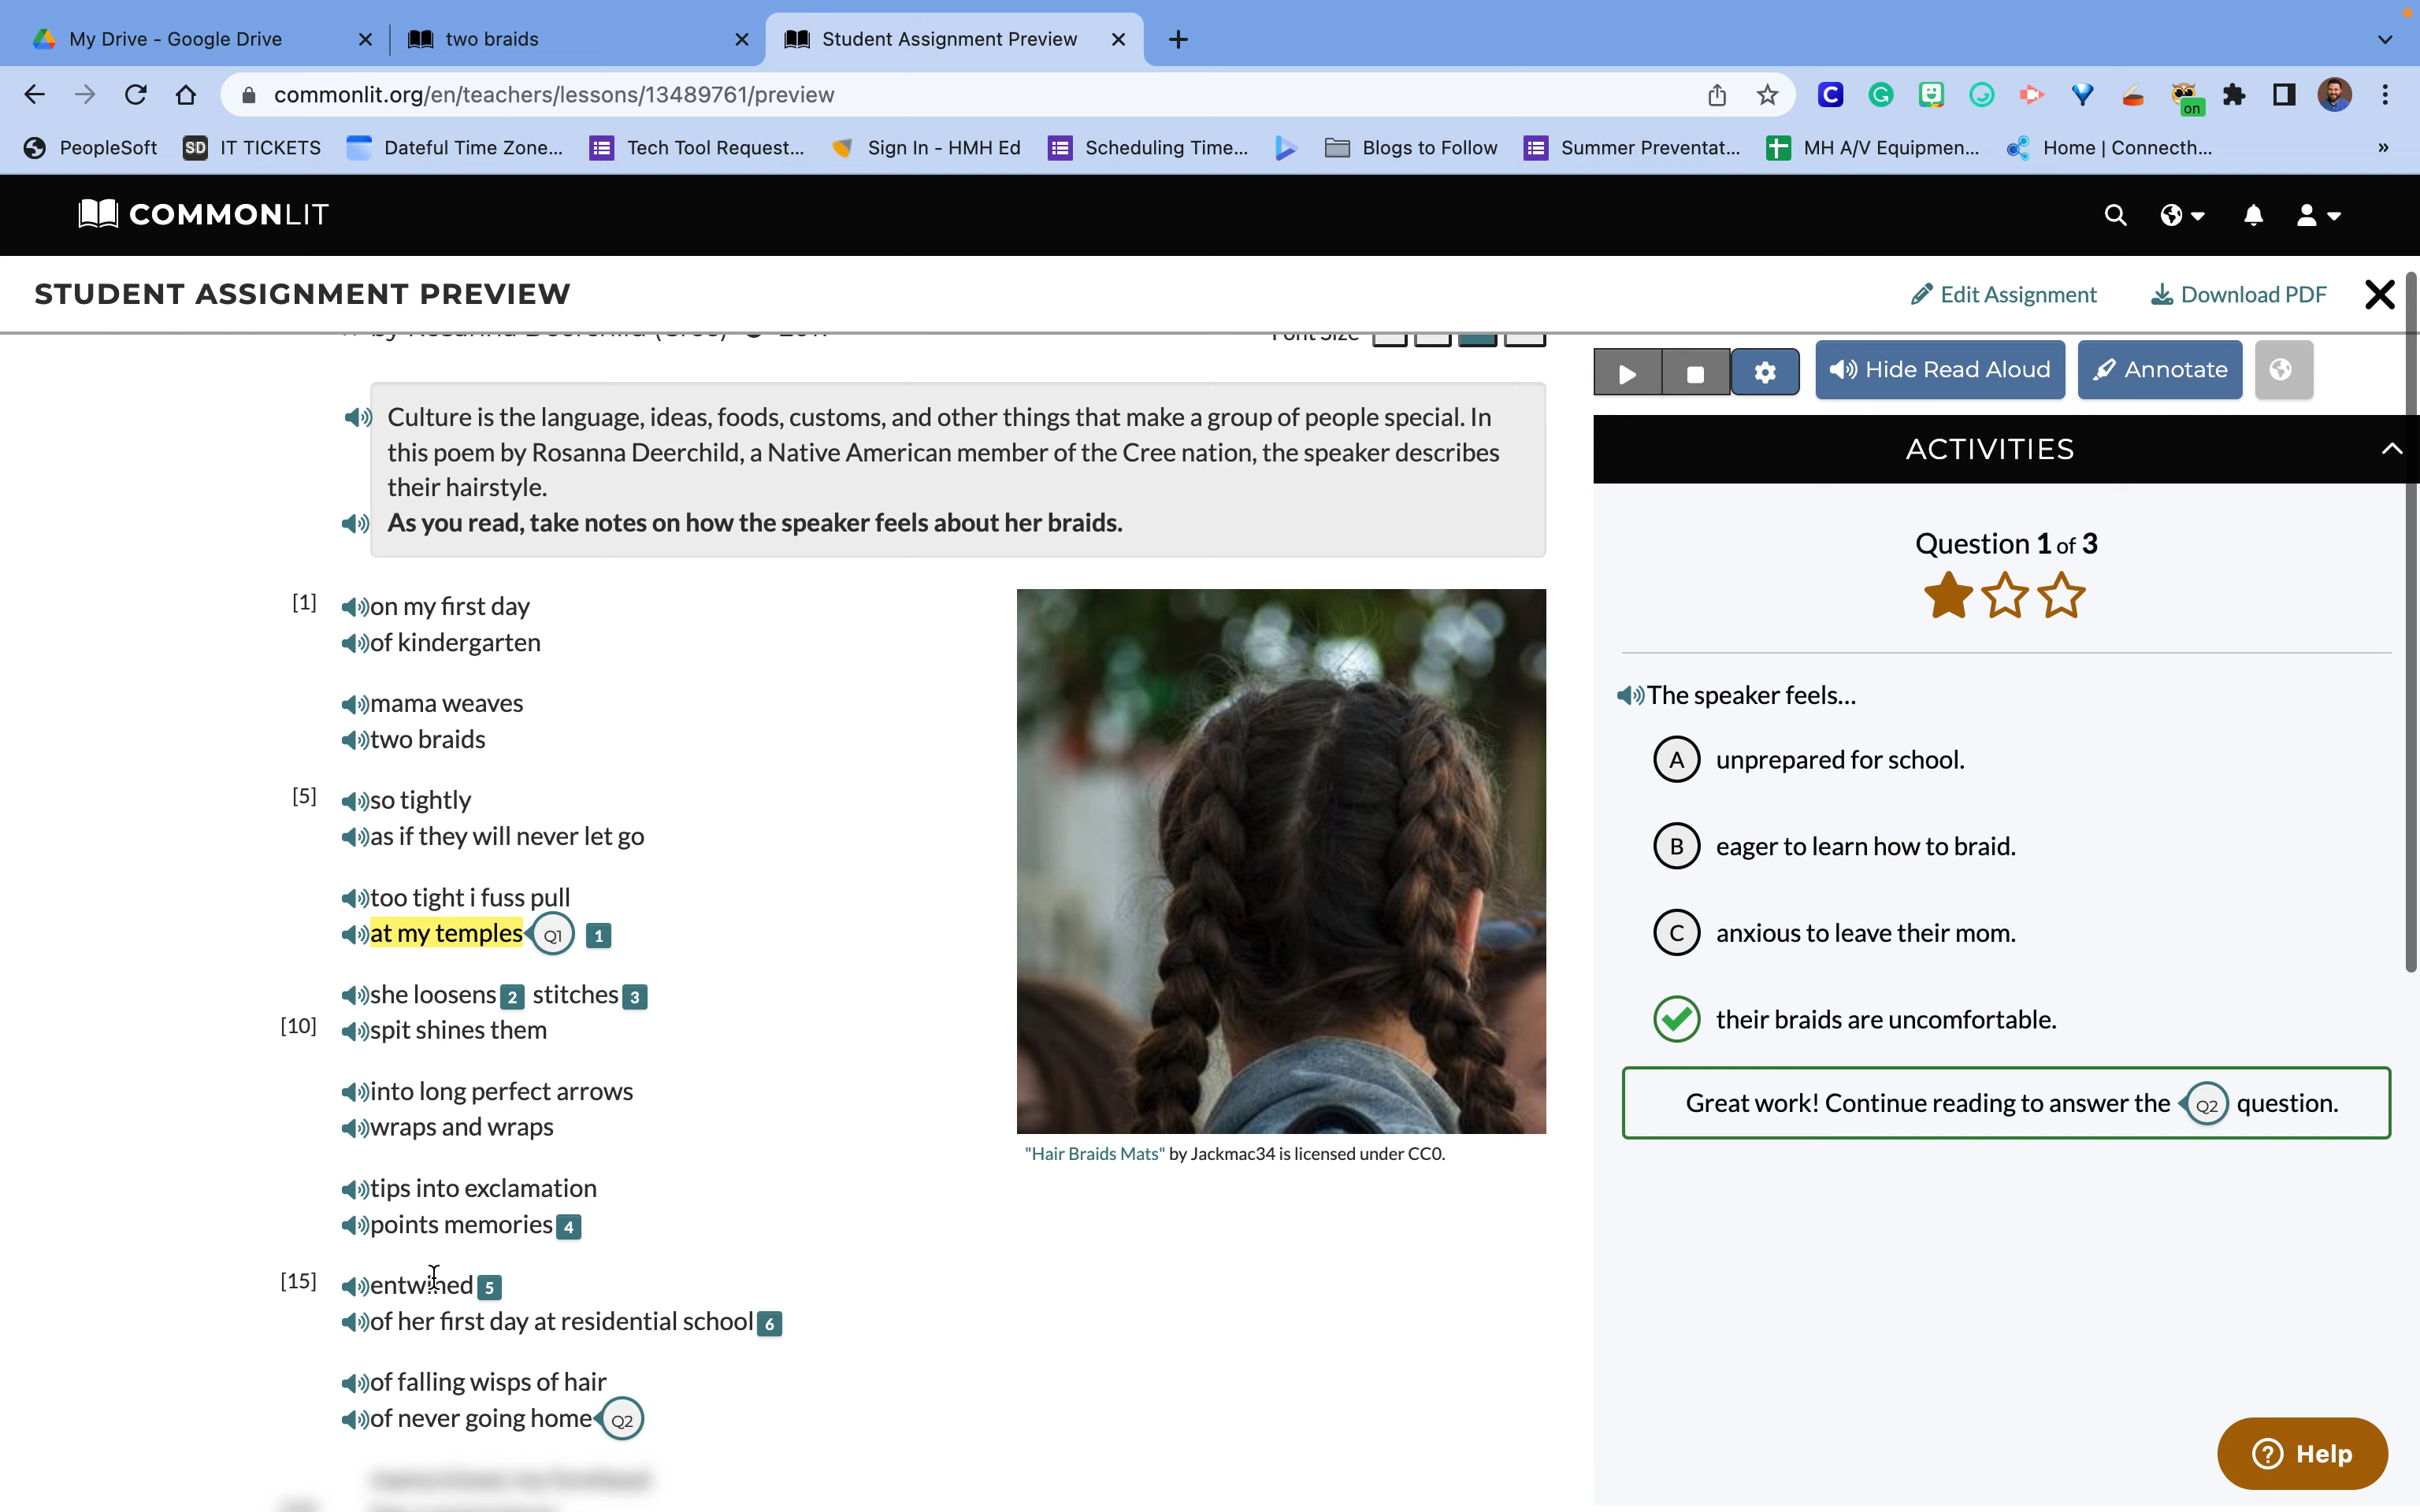 My Drive - Google Drive
two braids
Student Assignment Preview
commonlit.org/en/teachers/lessons/13489761/preview
on
PeopleSoft
SD IT TICKETS
Dateful Time Zone...
Tech Tool Request...
Sign In - HMH Ed
Scheduling Time...
Blogs to Follow
Summer Preventat...
MH A/V Equipmen...
Home | Connecth...
»
COMMONLIT
STUDENT ASSIGNMENT PREVIEW
Edit Assignment
Download PDF
by Rosanna Deerchild (Cree)
Font Size
Culture is the language, ideas, foods, customs, and other things that make a group of people special. In
this poem by Rosanna Deerchild, a Native American member of the Cree nation, the speaker describes
their hairstyle.
As you read, take notes on how the speaker feels about her braids.
[1] on my first day
of kindergarten
mama weaves
two braids
[5] so tightly
as if they will never let go
too tight i fuss pull
at my temples Q1 1
she loosens 2 stitches 3
[10] spit shines them
into long perfect arrows
wraps and wraps
tips into exclamation
points memories 4
[15] entwined 5
of her first day at residential school 6
of falling wisps of hair
of never going home Q2
"Hair Braids Mats" by Jackmac34 is licensed under CC0.
Hide Read Aloud
Annotate
ACTIVITIES
Question 1 of 3
The speaker feels...
A unprepared for school.
B eager to learn how to braid.
C anxious to leave their mom.
their braids are uncomfortable.
Great work! Continue reading to answer the Q2 question.
Help